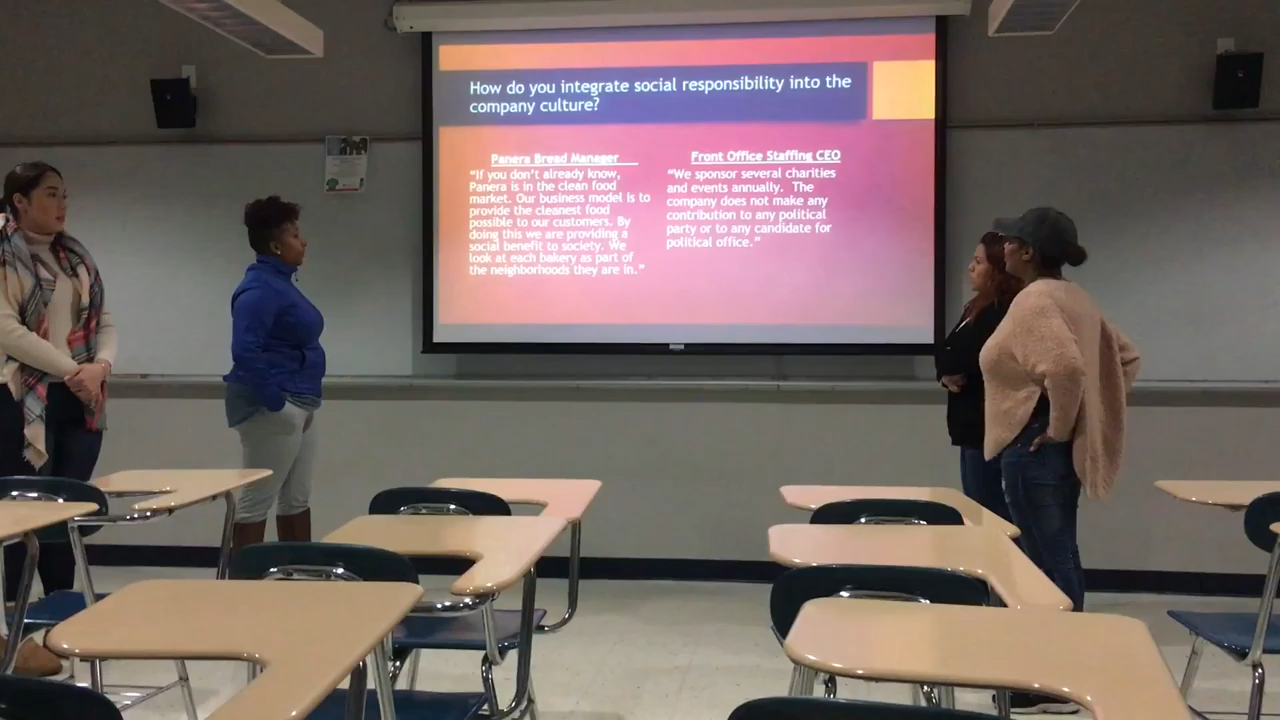 How do you integrate social responsibility into the
company culture?
Panera Bread Manager
"If you don't already know,
Panera is in the clean food
market. Our business model is to
provide the cleanest food
possible to our customers. By
doing this we are providing a
social benefit to society. We
look at each bakery as part of
the neighborhoods they are in."
Front Office Staffing CEO
"We sponsor several charities
and events annually. The
company does not make any
contribution to any political
party or to any candidate for
political office."